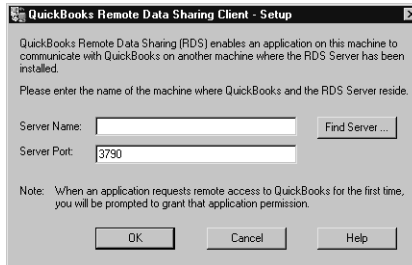 QuickBooks Remote Data Sharing Client - Setup
QuickBooks Remote Data Sharing (RDS) enables an application on this machine to
communicate with QuickBooks on another machine where the RDS Server has been
installed.
Please enter the name of the machine where QuickBooks and the RDS Server reside.
Server Name:
Find Server ...
Server Port:
3790
Note: When an application requests remote access to QuickBooks for the first time,
you will be prompted to grant that application permission.
OK
Cancel
Help